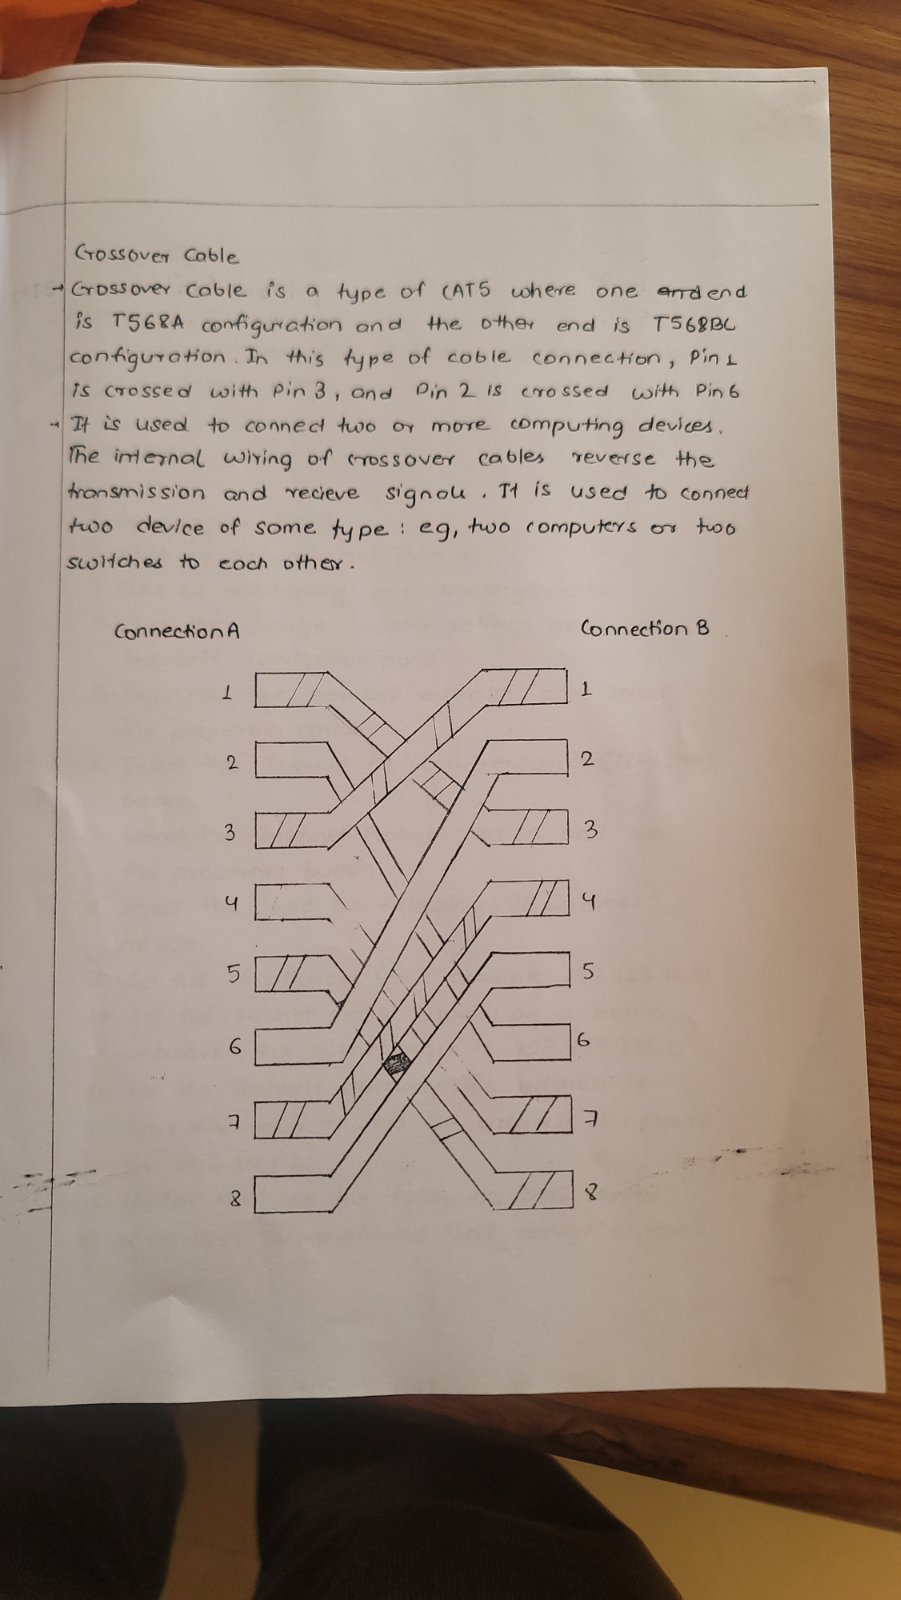 Crossover Cable
→ Crossover Cable is a type of CAT5 where one end
is T568A configuration and the other end is T568BC
configuration. In this type of cable connection, Pin 1
is crossed with Pin 3, and Pin 2 is crossed with Pin 6
→ It is used to connect two or more computing devices.
The internal wiring of crossover cables reverse the
transmission and recieve signals. It is used to connect
two device of same type: eg, two computers or two
switches to each other.
Connection A Connection B
1 1
2 2
3 3
4 4
5 5
6 6
7 7
8 8